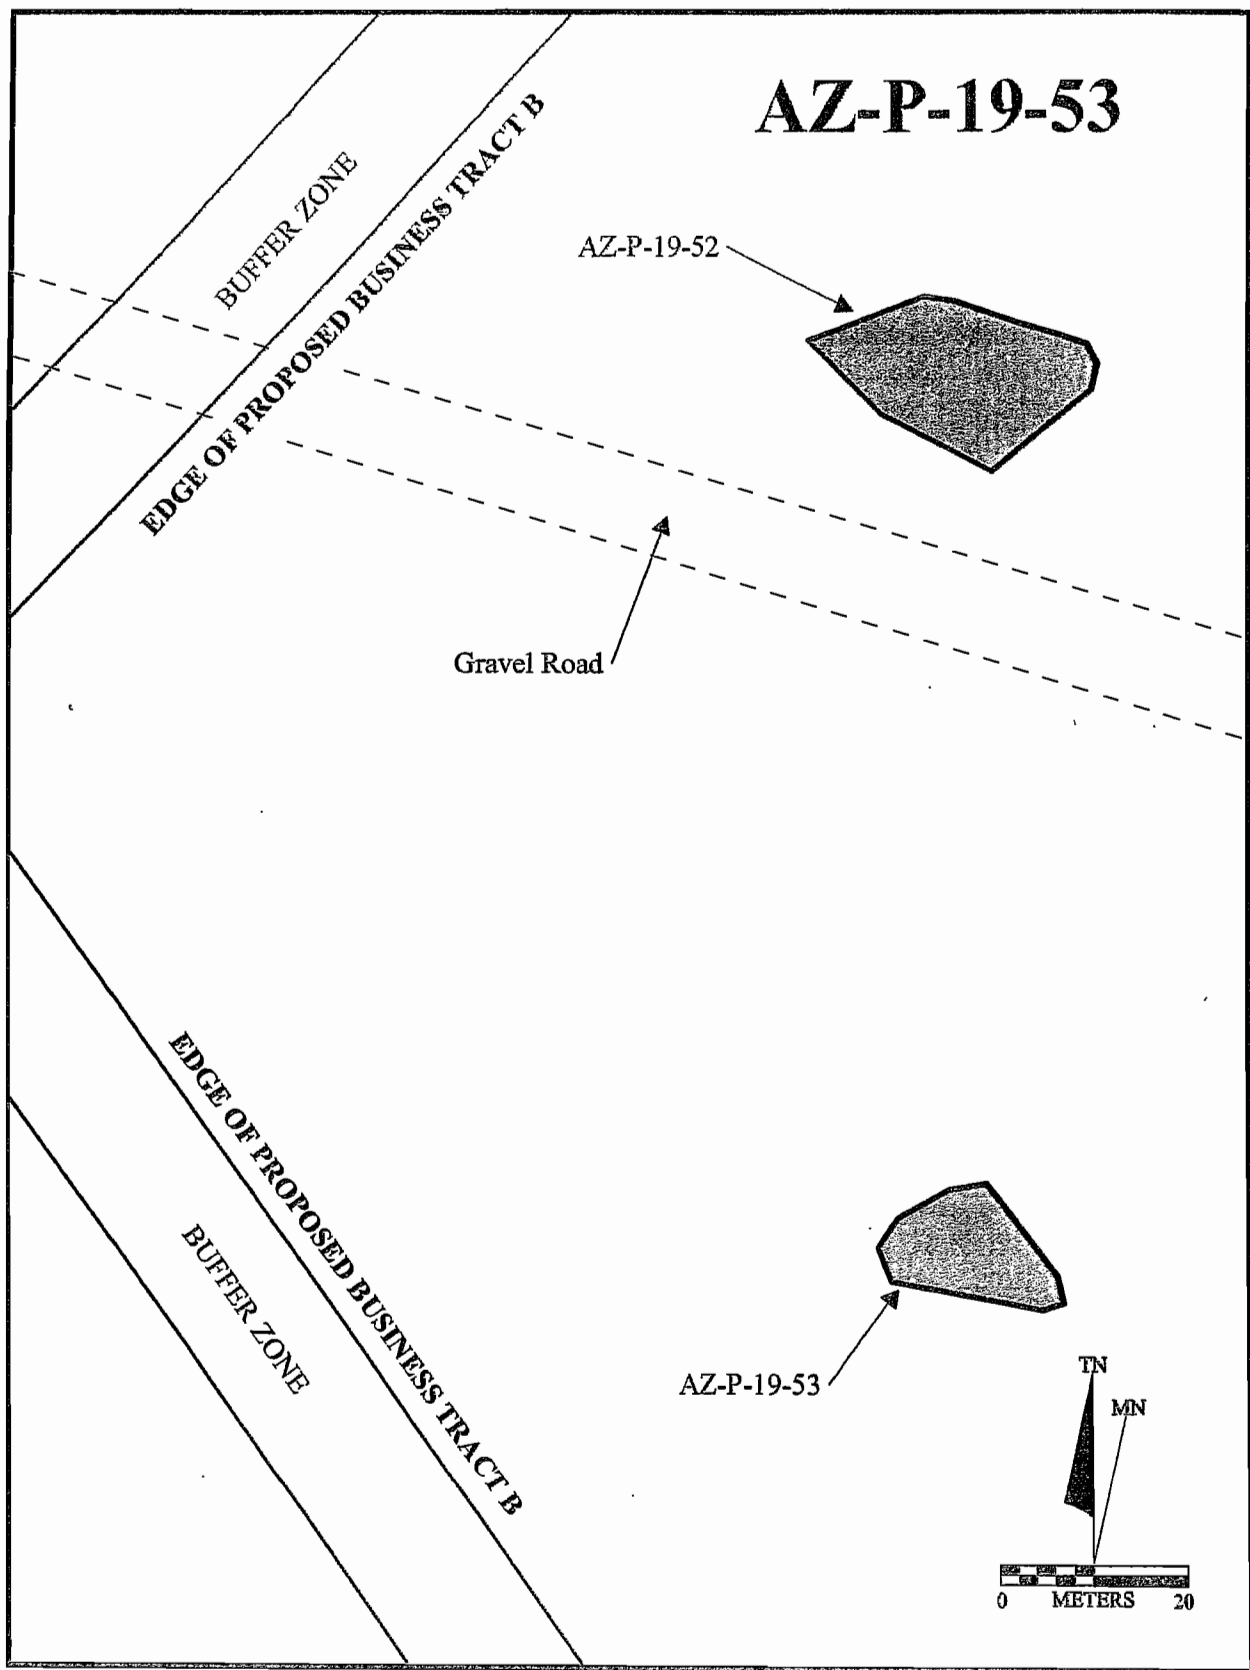 AZ-P-19-53
BUFFER ZONE
EDGE OF PROPOSED BUSINESS TRACT B
AZ-P-19-52
Gravel Road
EDGE OF PROPOSED BUSINESS TRACT B
BUFFER ZONE
AZ-P-19-53
TN
MN
0 METERS 20